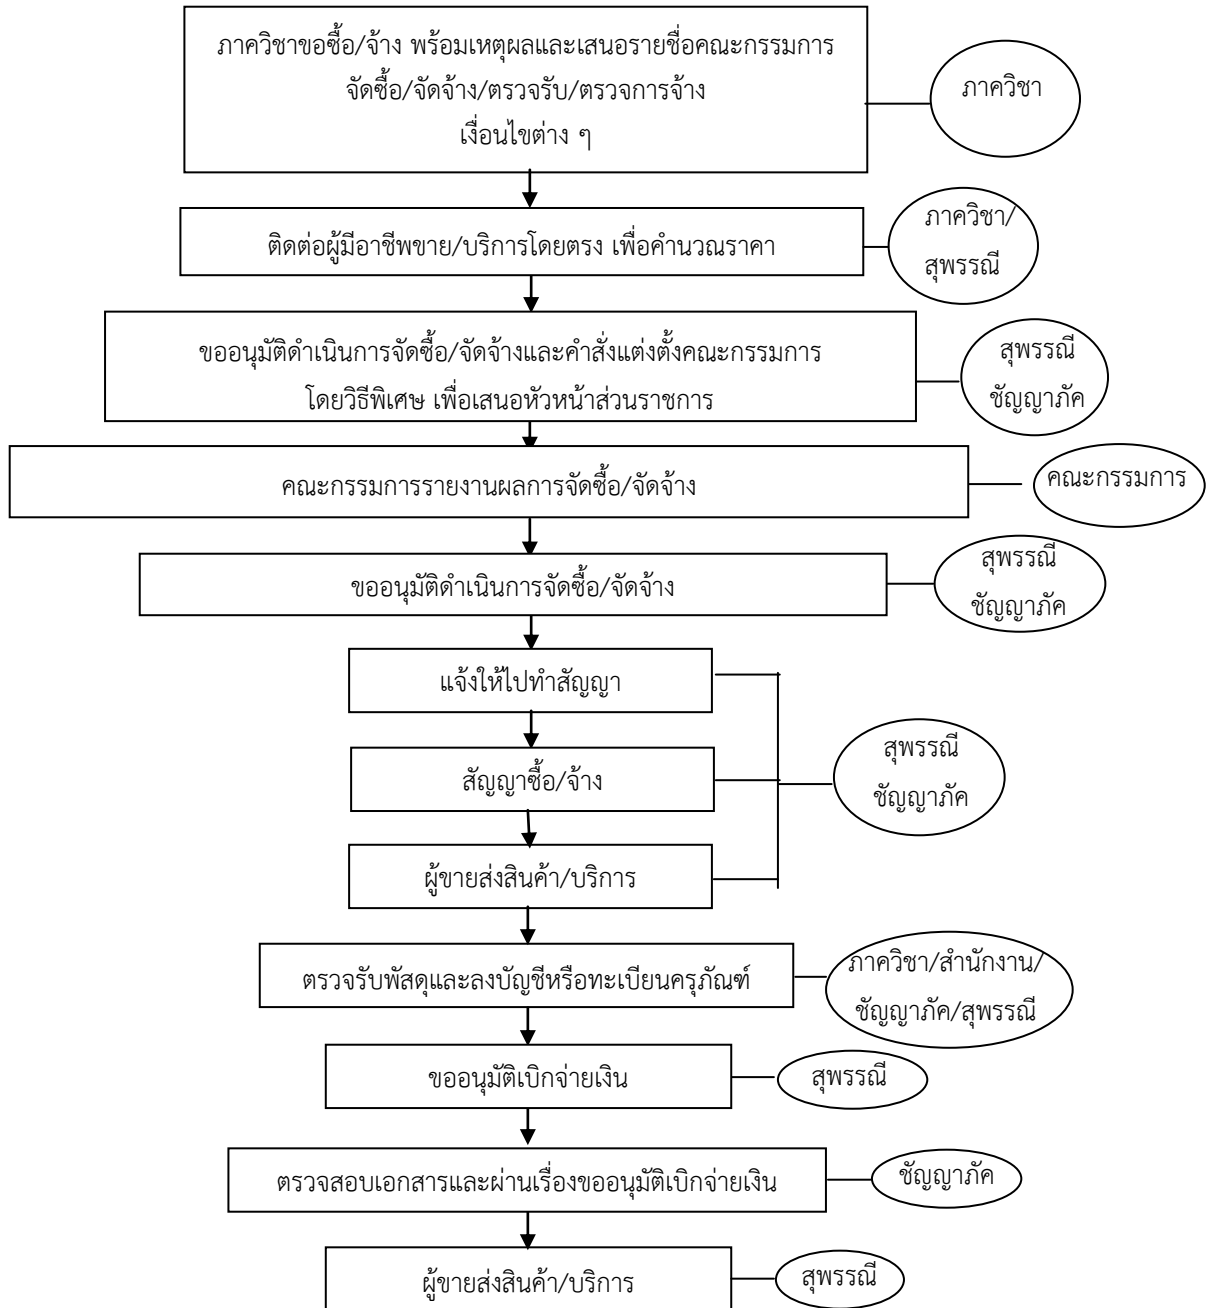 ภาควิชาขอซื้อ/จ้าง พร้อมเหตุผลและเสนอรายชื่อคณะกรรมการ
จัดซื้อ/จัดจ้าง/ตรวจรับ/ตรวจการจ้าง
เงื่อนไขต่าง ๆ
ภาควิชา
ติดต่อผู้มีอาชีพขาย/บริการโดยตรง เพื่อคำนวณราคา
ภาควิชา/
สุพรรณี
ขออนุมัติดำเนินการจัดซื้อ/จัดจ้างและคำสั่งแต่งตั้งคณะกรรมการ
โดยวิธีพิเศษ เพื่อเสนอหัวหน้าส่วนราชการ
สุพรรณี
ชัญญาภัค
คณะกรรมการรายงานผลการจัดซื้อ/จัดจ้าง
คณะกรรมการ
ขออนุมัติดำเนินการจัดซื้อ/จัดจ้าง
สุพรรณี
ชัญญาภัค
แจ้งให้ไปทำสัญญา
สัญญาซื้อ/จ้าง
ผู้ขายส่งสินค้า/บริการ
สุพรรณี
ชัญญาภัค
ตรวจรับพัสดุและลงบัญชีหรือทะเบียนครุภัณฑ์
ภาควิชา/สำนักงาน/
ชัญญาภัค/สุพรรณี
ขออนุมัติเบิกจ่ายเงิน
สุพรรณี
ตรวจสอบเอกสารและผ่านเรื่องขออนุมัติเบิกจ่ายเงิน
ชัญญาภัค
ผู้ขายส่งสินค้า/บริการ
สุพรรณี